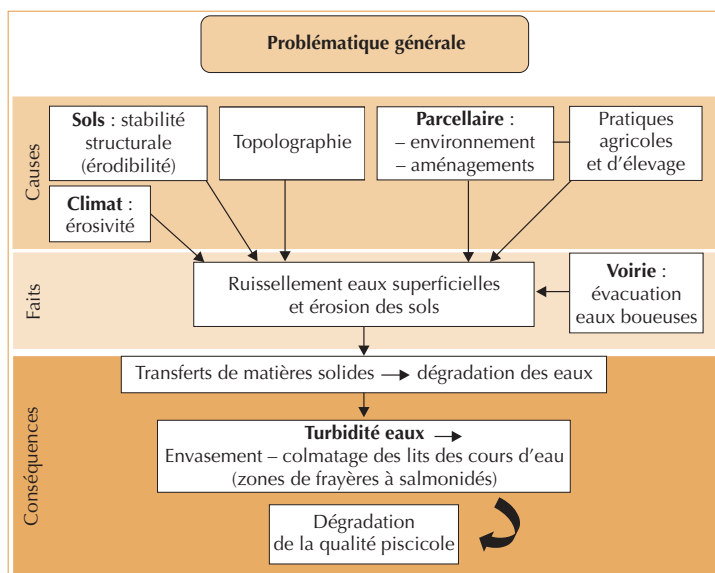 Problématique générale
Causes
Sols : stabilité
structurale
(érodibilité)
Topographie
Parcellaire :
– environnement
– aménagements
Pratiques
agricoles
et d'élevage
Climat :
érosivité
Faits
Ruissellement eaux superficielles
et érosion des sols
Voirie :
évacuation
eaux boueuses
Conséquences
Transferts de matières solides → dégradation des eaux
Turbidité eaux →
Envasement – colmatage des lits des cours d'eau
(zones de frayères à salmonidés)
Dégradation
de la qualité piscicole